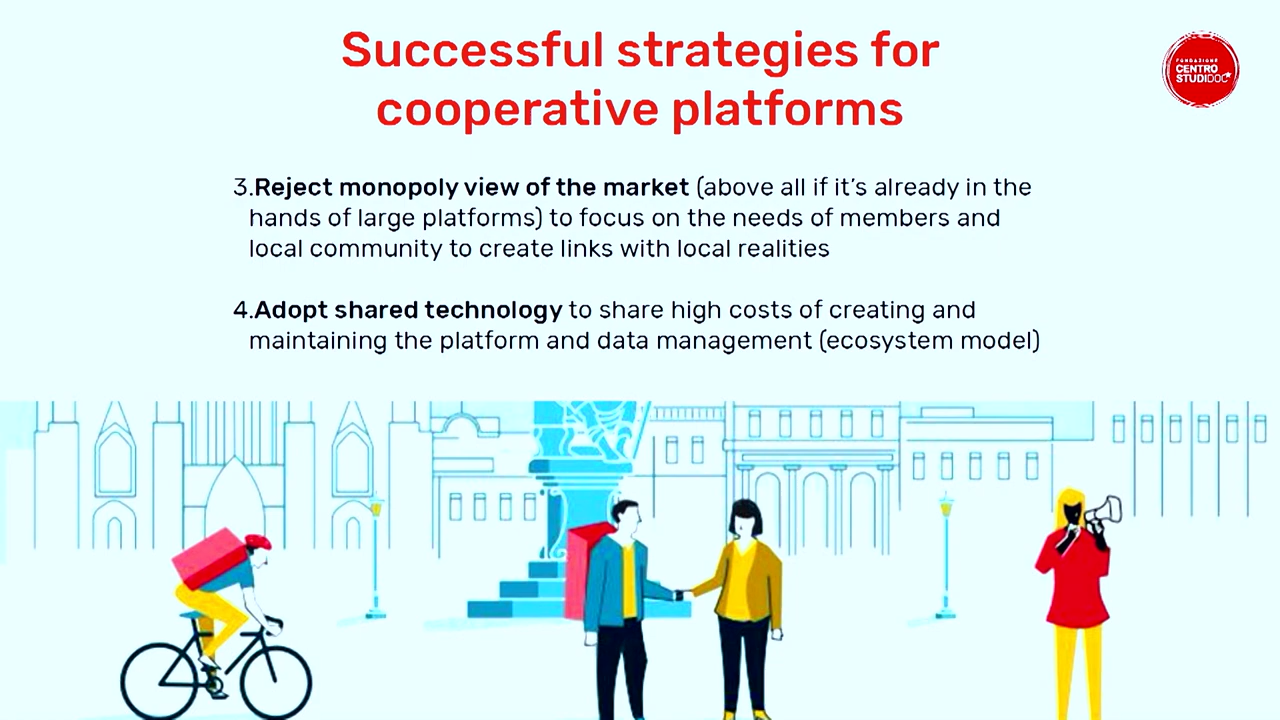 Successful strategies for
cooperative platforms
FONDAZIONE
CENTRO
STUDIDOC
3.Reject monopoly view of the market (above all if it's already in the
hands of large platforms) to focus on the needs of members and
local community to create links with local realities
4.Adopt shared technology to share high costs of creating and
maintaining the platform and data management (ecosystem model)